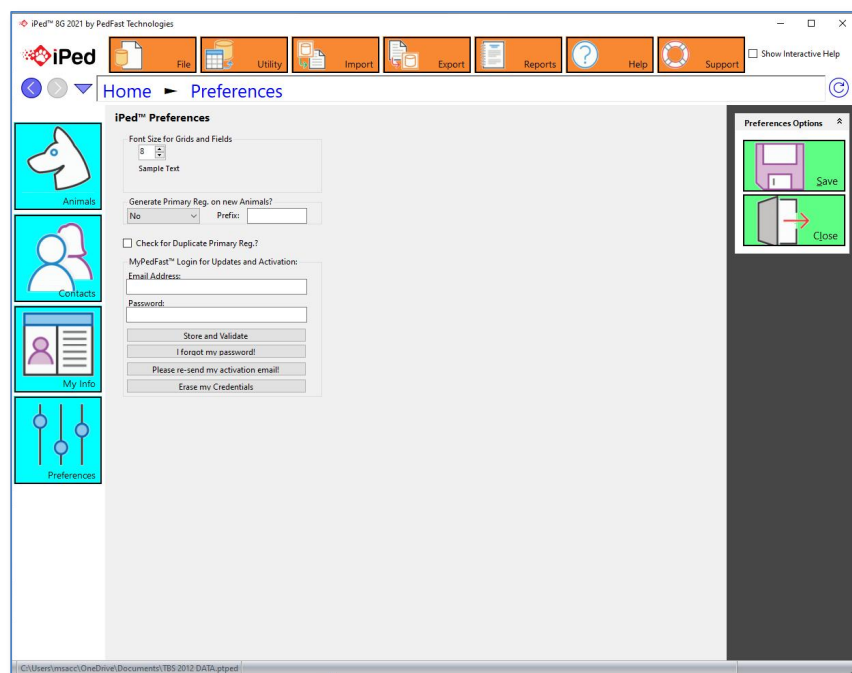 iPed™ 8G 2021 by PedFast Technologies
iPed
File
Utility
Import
Export
Reports
Help
Support
Show Interactive Help
Home ► Preferences
Animals
Contacts
My Info
Preferences
iPed™ Preferences
Font Size for Grids and Fields
8
Sample Text
Generate Primary Reg. on new Animals?
No
Prefix:
Check for Duplicate Primary Reg.?
MyPedFast™ Login for Updates and Activation:
Email Address:
Password:
Store and Validate
I forgot my password!
Please re-send my activation email!
Erase my Credentials
Preferences Options
Save
Close
C:\Users\msacc\OneDrive\Documents\TBS 2012 DATA.ptped